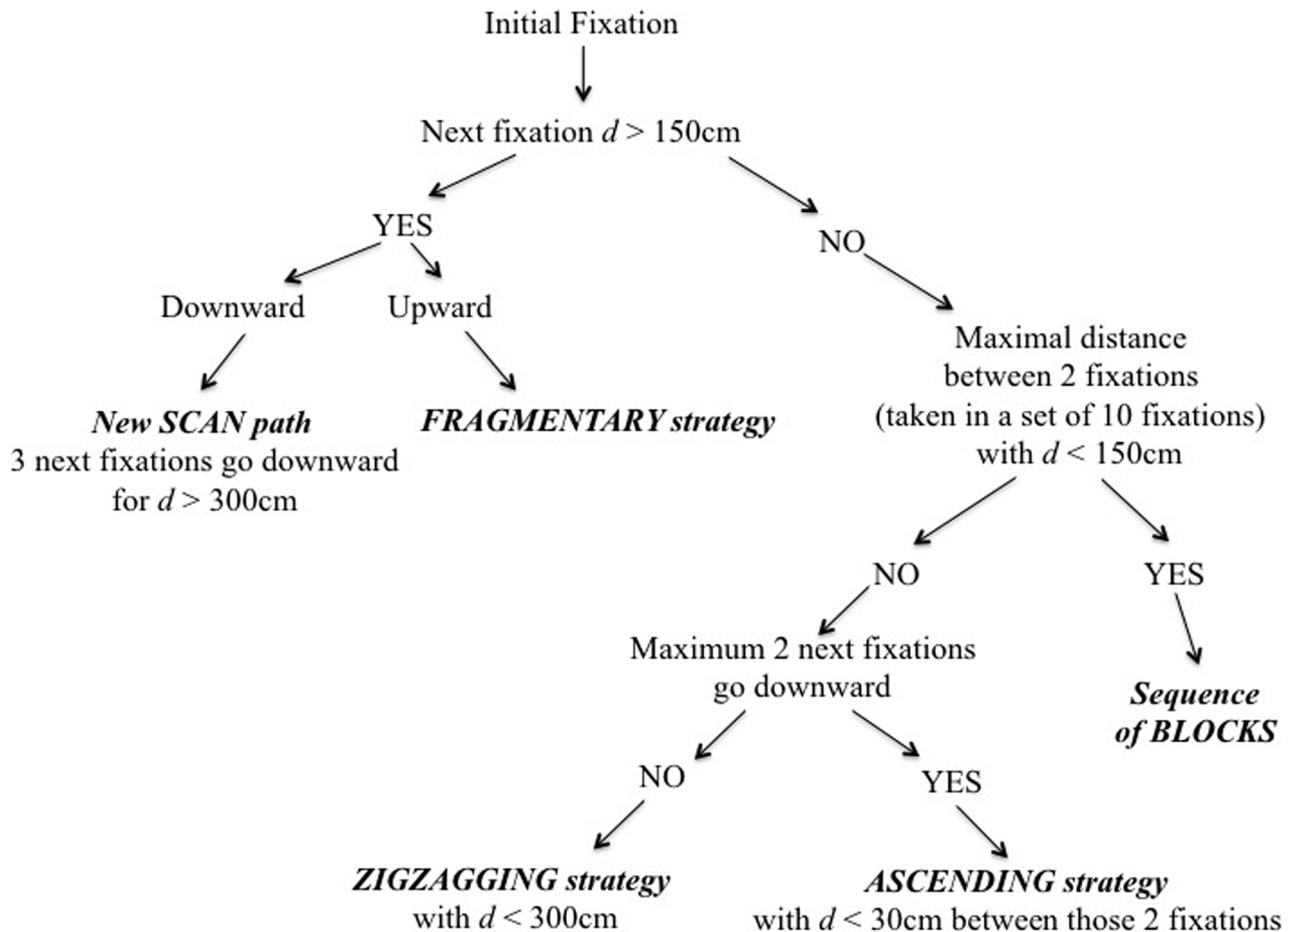 Initial Fixation
Next fixation d > 150cm
YES
NO
Downward
Upward
Maximal distance
between 2 fixations
(taken in a set of 10 fixations)
with d < 150cm
New SCAN path
3 next fixations go downward
for d > 300cm
FRAGMENTARY strategy
NO
YES
Maximum 2 next fixations
go downward
Sequence
of BLOCKS
NO
YES
ZIGZAGGING strategy
with d < 300cm
ASCENDING strategy
with d < 30cm between those 2 fixations